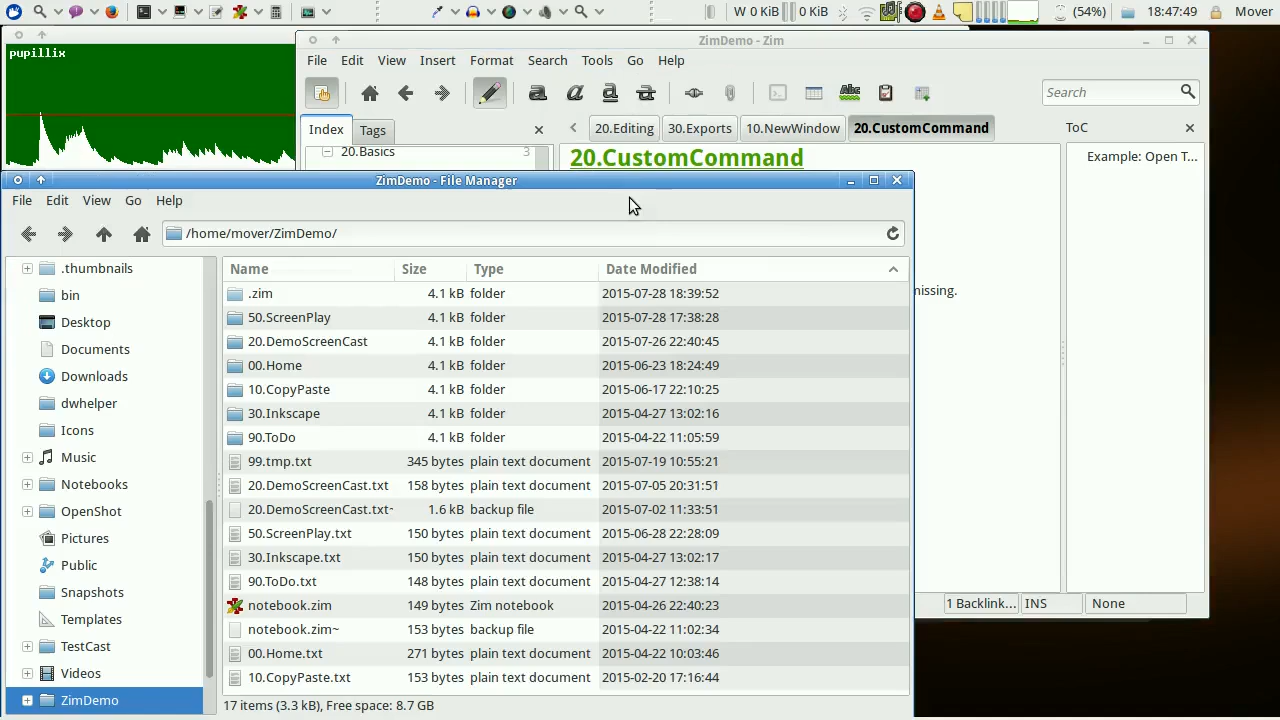 W 0 KiB 0 KiB (54%) 18:47:49 Mover
pupillix
ZimDemo - Zim
File Edit View Insert Format Search Tools Go Help
Search
Index Tags
20.Editing 30.Exports 10.NewWindow 20.CustomCommand
ToC
20.Basics 3
20.CustomCommand
Example: Open T...
nissing.
1 Backlink... INS None
ZimDemo - File Manager
File Edit View Go Help
/home/mover/ZimDemo/
.thumbnails
bin
Desktop
Documents
Downloads
dwhelper
Icons
Music
Notebooks
OpenShot
Pictures
Public
Snapshots
Templates
TestCast
Videos
ZimDemo
Name Size Type Date Modified
.zim 4.1 kB folder 2015-07-28 18:39:52
50.ScreenPlay 4.1 kB folder 2015-07-28 17:38:28
20.DemoScreenCast 4.1 kB folder 2015-07-26 22:40:45
00.Home 4.1 kB folder 2015-06-23 18:24:49
10.CopyPaste 4.1 kB folder 2015-06-17 22:10:25
30.Inkscape 4.1 kB folder 2015-04-27 13:02:16
90.ToDo 4.1 kB folder 2015-04-22 11:05:59
99.tmp.txt 345 bytes plain text document 2015-07-19 10:55:21
20.DemoScreenCast.txt 158 bytes plain text document 2015-07-05 20:31:51
20.DemoScreenCast.txt~ 1.6 kB backup file 2015-07-02 11:33:51
50.ScreenPlay.txt 150 bytes plain text document 2015-06-28 22:28:09
30.Inkscape.txt 150 bytes plain text document 2015-04-27 13:02:17
90.ToDo.txt 148 bytes plain text document 2015-04-27 12:38:14
notebook.zim 149 bytes Zim notebook 2015-04-26 22:40:23
notebook.zim~ 153 bytes backup file 2015-04-22 11:02:34
00.Home.txt 271 bytes plain text document 2015-04-22 10:03:46
10.CopyPaste.txt 153 bytes plain text document 2015-02-20 17:16:44
17 items (3.3 kB), Free space: 8.7 GB